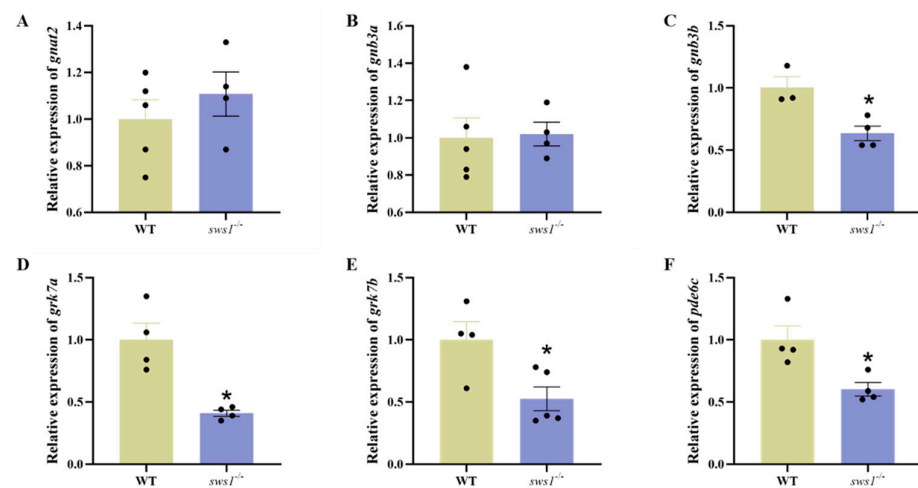 A
Relative expression of gnat2
1.4
1.2
1.0
0.8
0.6
WT
sws1-/-
B
Relative expression of gnb3a
1.6
1.4
1.2
1.0
0.8
0.6
WT
sws1-/-
C
Relative expression of gnb3b
1.5
1.0
0.5
0.0
*
WT
sws1-/-
D
Relative expression of grk7a
1.5
1.0
0.5
0.0
*
WT
sws1-/-
E
Relative expression of grk7b
1.5
1.0
0.5
0.0
*
WT
sws1-/-
F
Relative expression of pde6c
1.5
1.0
0.5
0.0
*
WT
sws1-/-